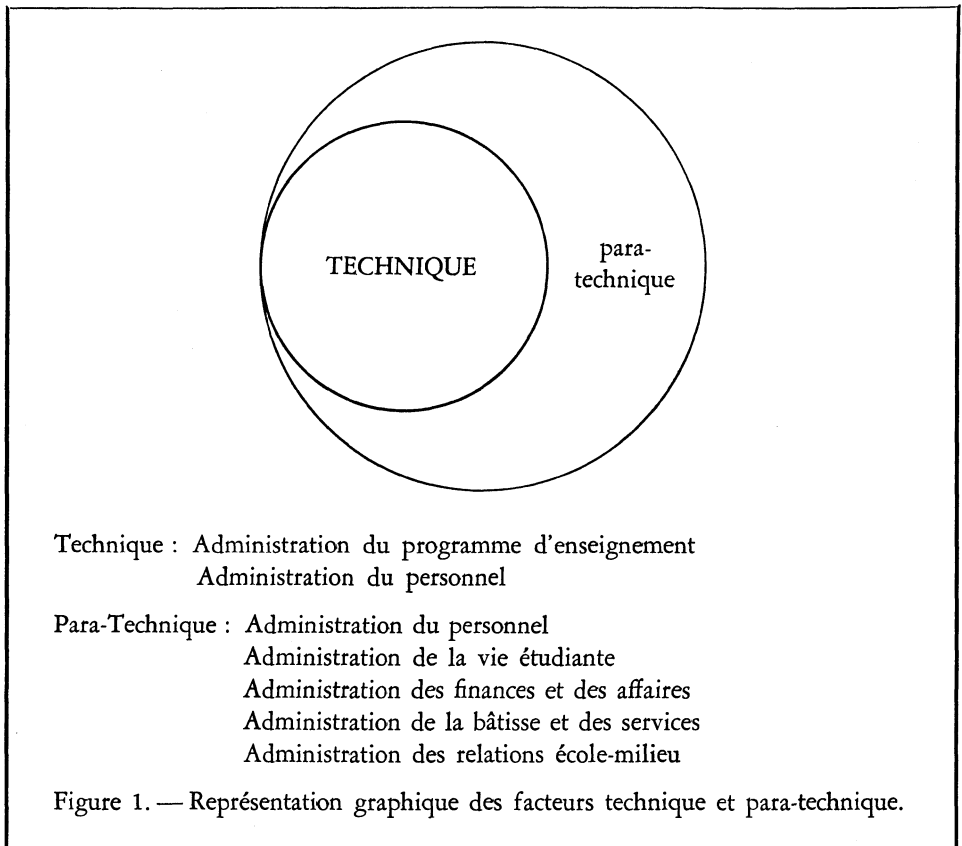 TECHNIQUE
para-
technique
Technique : Administration du programme d'enseignement
Administration du personnel
Para-Technique : Administration du personnel
Administration de la vie étudiante
Administration des finances et des affaires
Administration de la bâtisse et des services
Administration des relations école-milieu
Figure 1. — Représentation graphique des facteurs technique et para-technique.